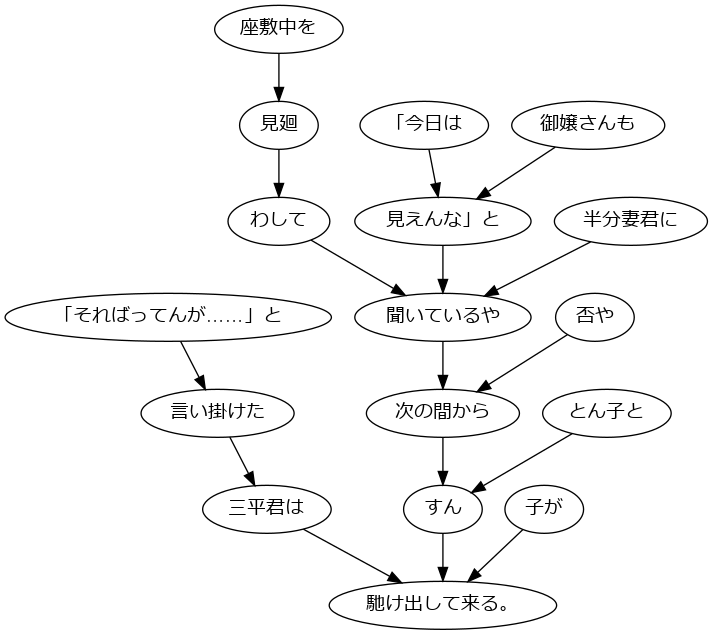 座敷中を
見廻
「今日は
御嬢さんも
わして
見えんな」と
半分妻君に
「そればってんが……」と
聞いているや
否や
言い掛けた
次の間から
とん子と
三平君は
すん
子が
馳け出して来る。